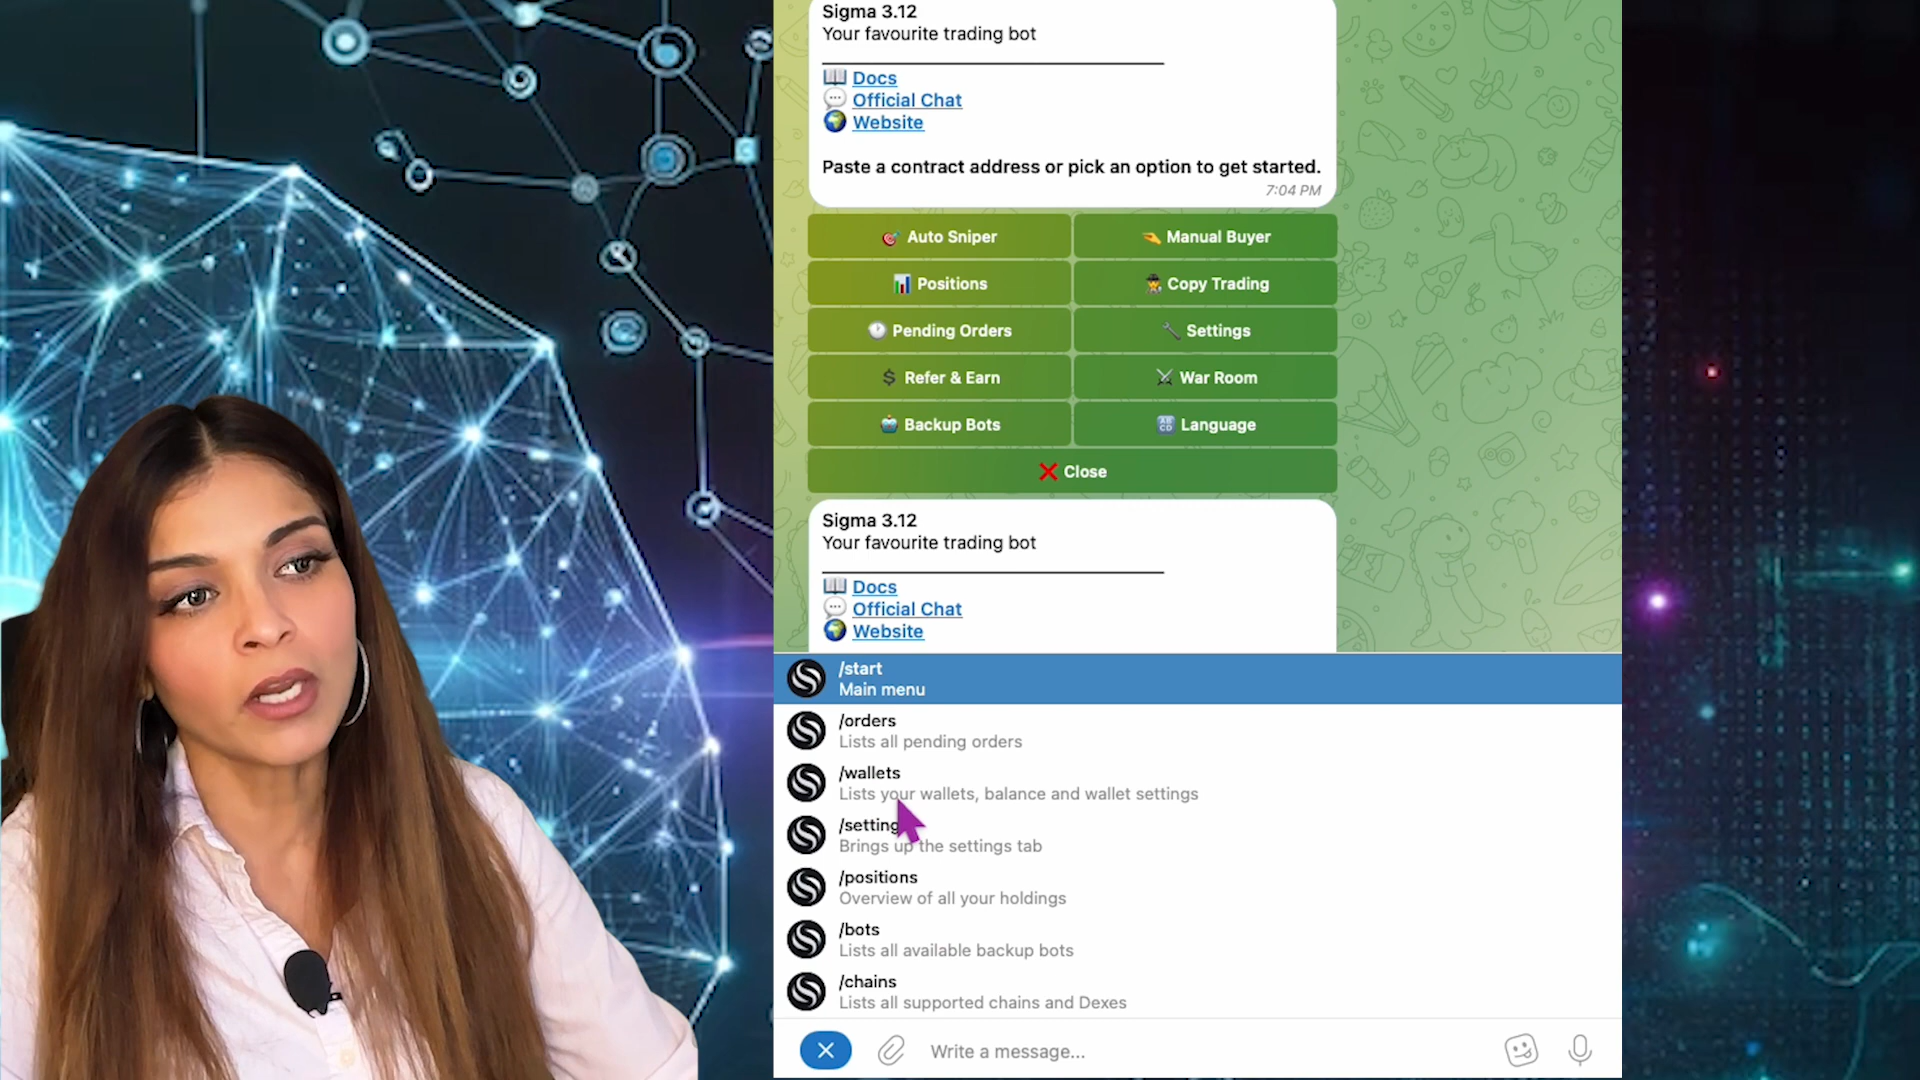 Sigma 3.12
Your favourite trading bot
Docs
Official Chat
Website
Paste a contract address or pick an option to get started.
7:04 PM
Auto Sniper
Manual Buyer
Positions
Copy Trading
Pending Orders
Settings
Refer & Earn
War Room
Backup Bots
Language
Close
Sigma 3.12
Your favourite trading bot
Docs
Official Chat
Website
/start
Main menu
/orders
Lists all pending orders
/wallets
Lists your wallets, balance and wallet settings
/setting
Brings up the settings tab
/positions
Overview of all your holdings
/bots
Lists all available backup bots
/chains
Lists all supported chains and Dexes
Write a message...